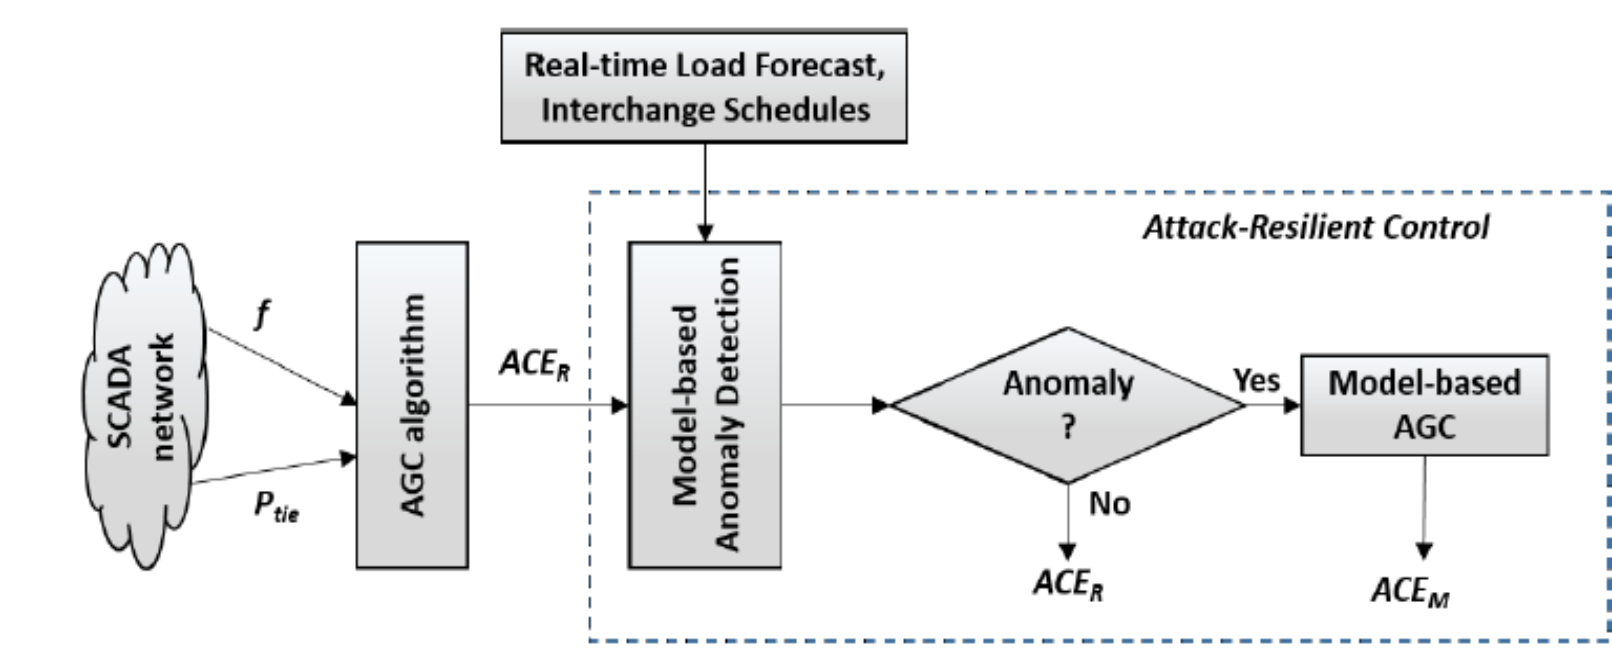 Real-time Load Forecast,
Interchange Schedules
Attack-Resilient Control
SCADA
network
f
P_tie
AGC algorithm
ACE_R
Model-based
Anomaly Detection
Anomaly
?
Yes
No
Model-based
AGC
ACE_R
ACE_M